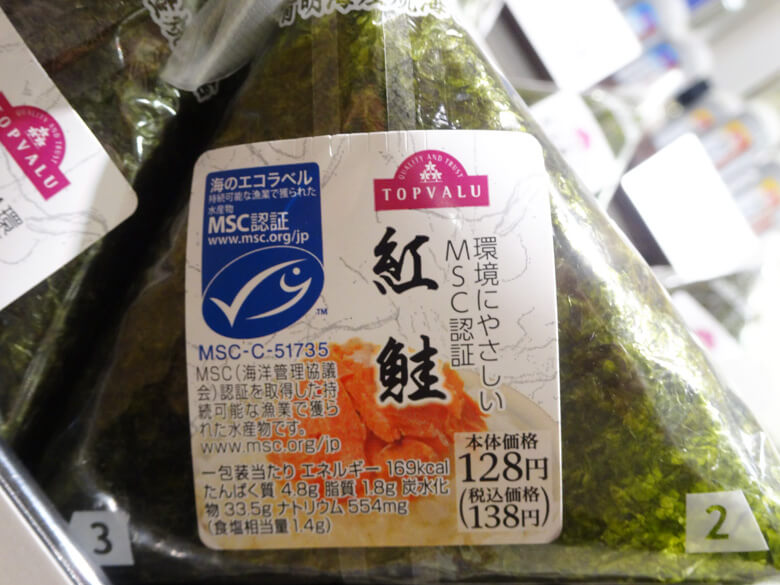 海のエコラベル
持続可能な漁業で獲られた
水産物
MSC認証
www.msc.org/jp
TM
MSC-C-51735
MSC(海洋管理協議
会)認証を取得した持
続可能な漁業で獲ら
れた水産物です。
www.msc.org/jp
QUALITY AND TRUST
TOPVALU
環境にやさしい
MSC認証
紅鮭
本体価格
128円
(税込価格)
(138円)
一包装当たり エネルギー 169kcal
たんぱく質 4.8g 脂質 1.8g 炭水化
物 33.5g ナトリウム 554mg
(食塩相当量 1.4g)
3
2
QUALITY AND TRUST
TOPVALU
環